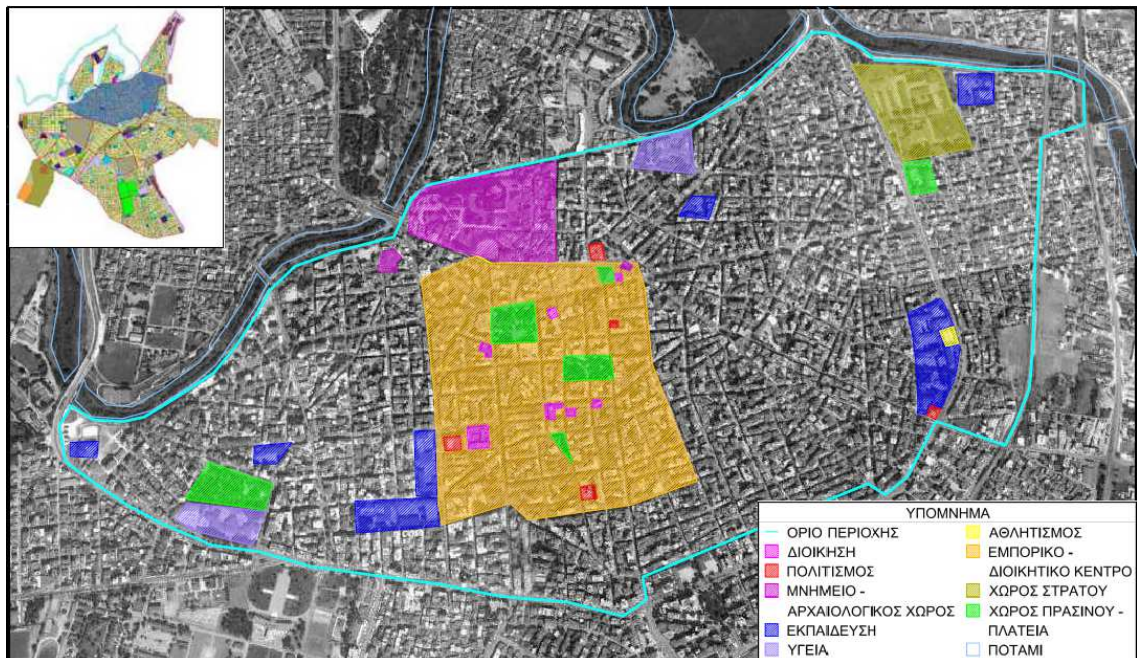 ΥΠΟΜΝΗΜΑ
ΟΡΙΟ ΠΕΡΙΟΧΗΣ
ΔΙΟΙΚΗΣΗ
ΠΟΛΙΤΙΣΜΟΣ
ΜΝΗΜΕΙΟ -
ΑΡΧΑΙΟΛΟΓΙΚΟΣ ΧΩΡΟΣ
ΕΚΠΑΙΔΕΥΣΗ
ΥΓΕΙΑ
ΑΘΛΗΤΙΣΜΟΣ
ΕΜΠΟΡΙΚΟ -
ΔΙΟΙΚΗΤΙΚΟ ΚΕΝΤΡΟ
ΧΩΡΟΣ ΣΤΡΑΤΟΥ
ΧΩΡΟΣ ΠΡΑΣΙΝΟΥ -
ΠΛΑΤΕΙΑ
ΠΟΤΑΜΙ